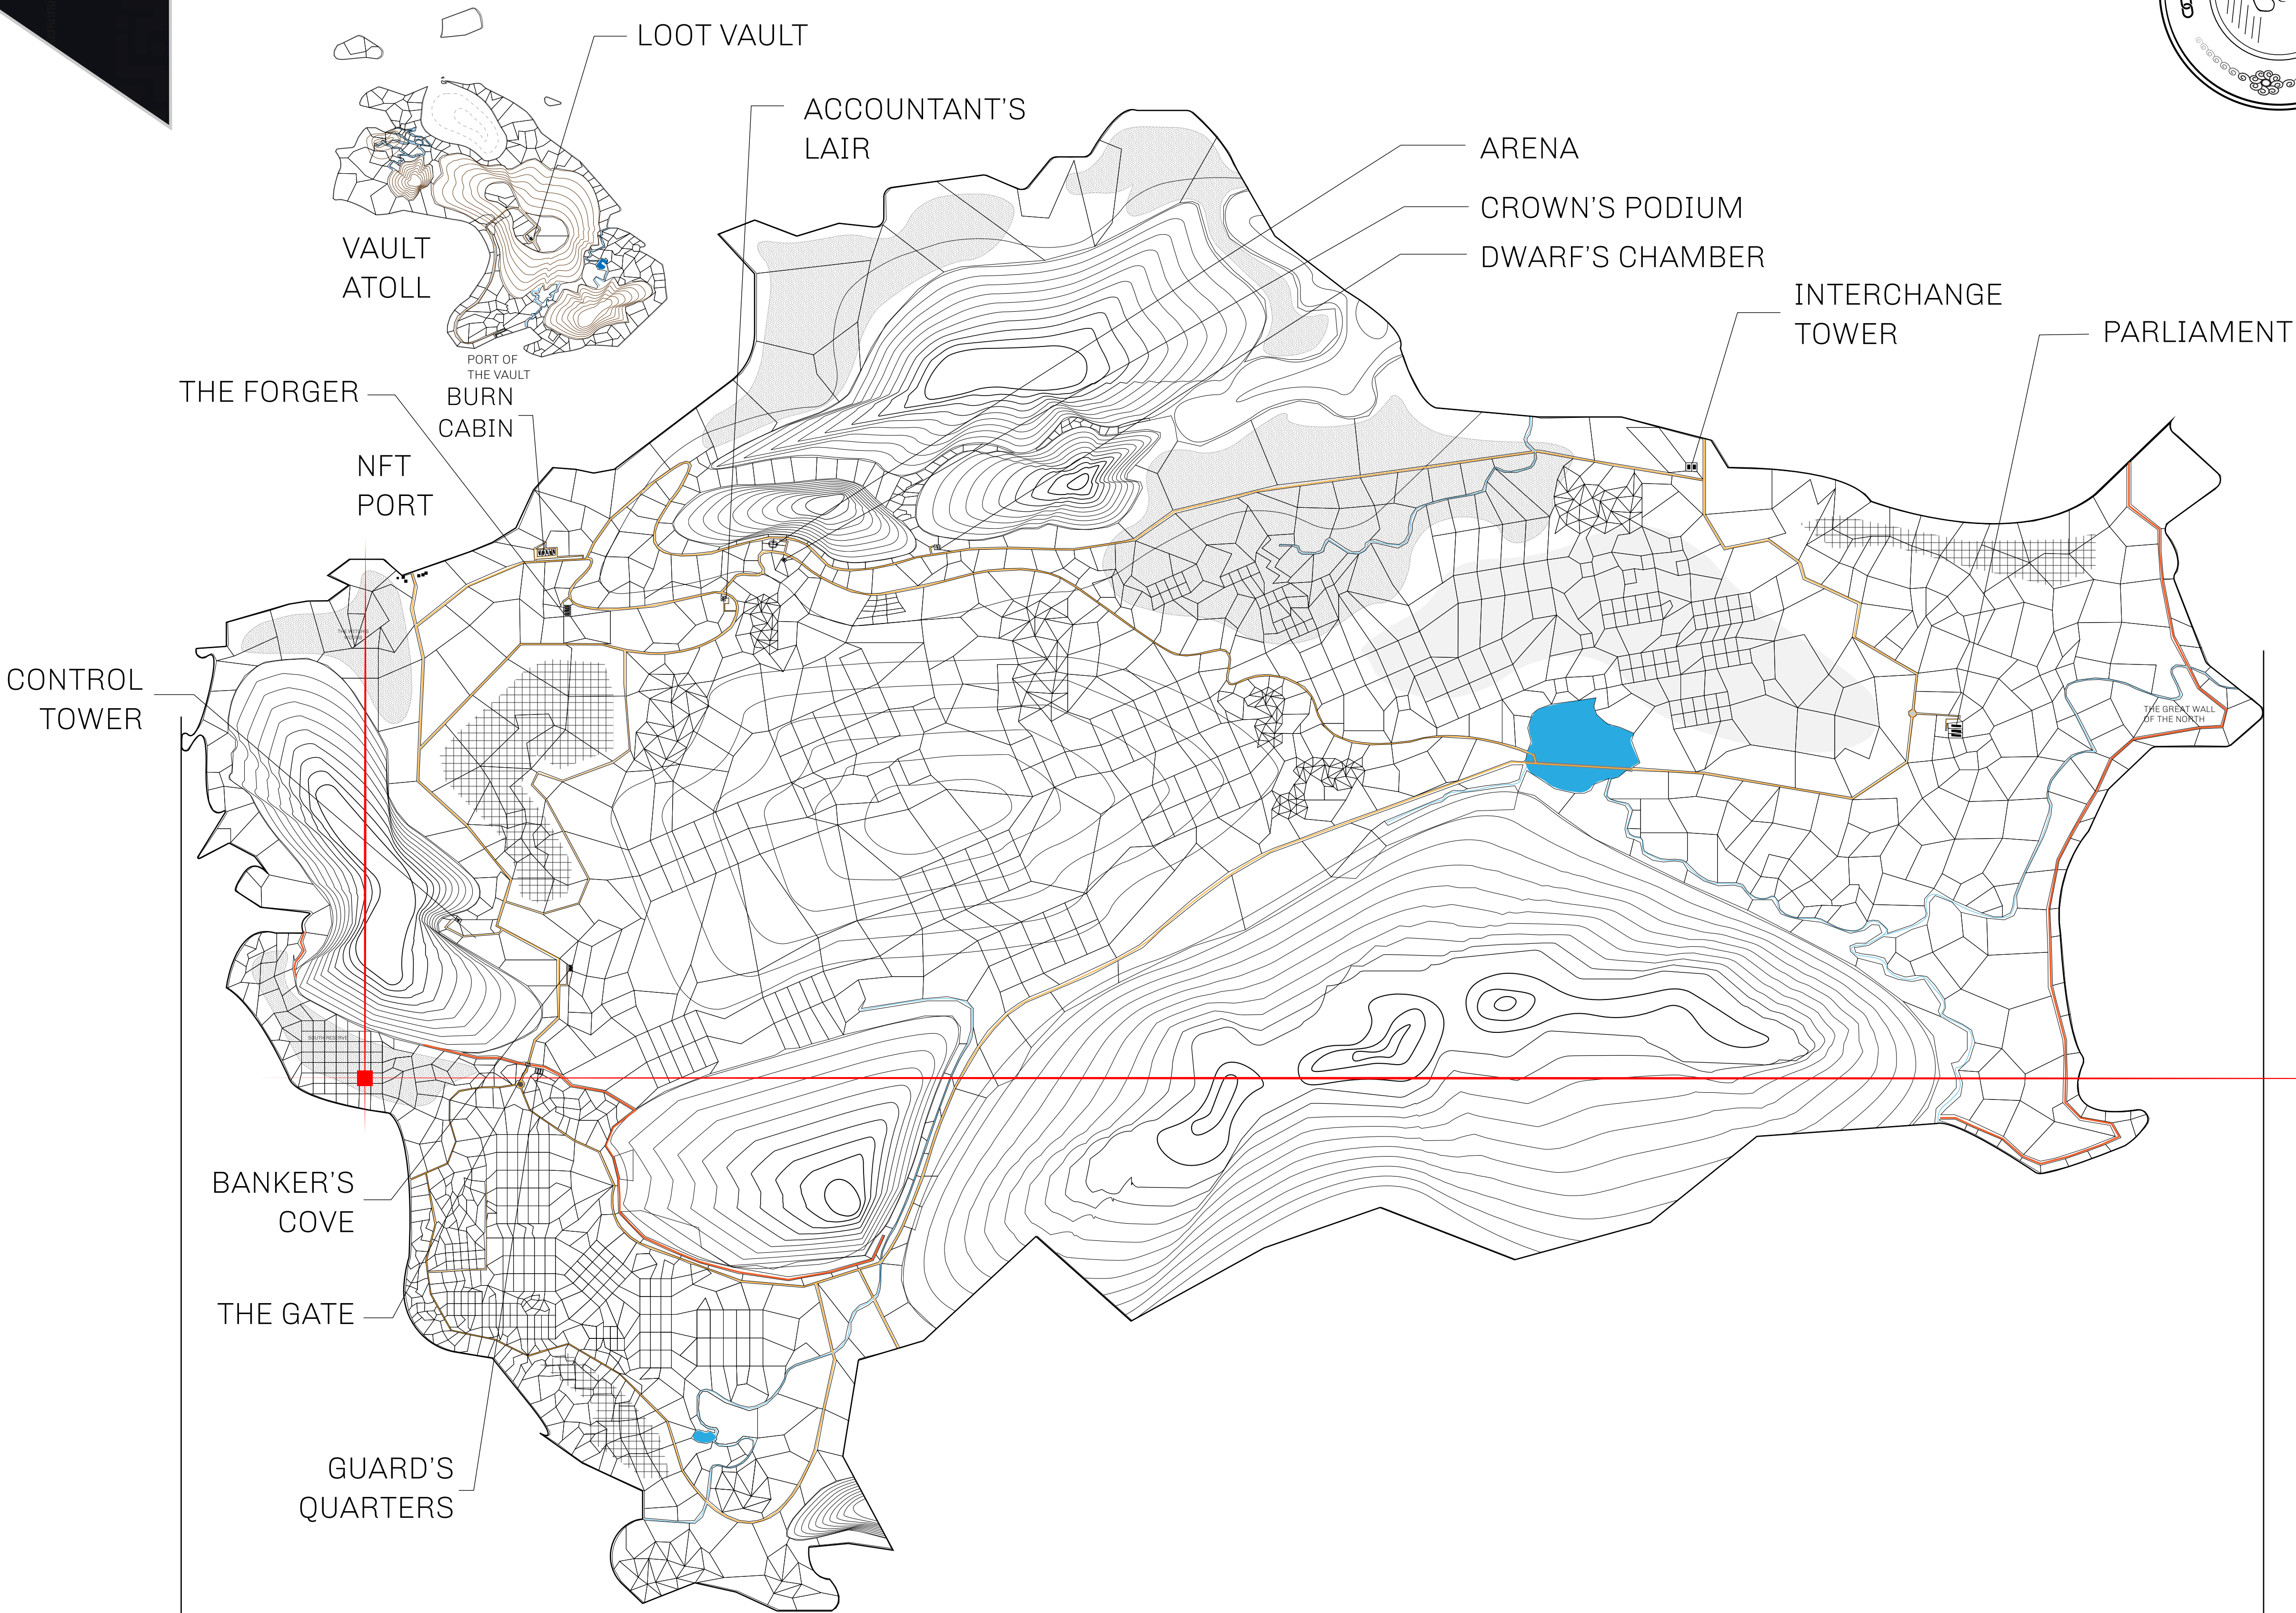 LOOT VAULT
ACCOUNTANT'S
LAIR
ARENA
CROWN'S PODIUM
DWARF'S CHAMBER
VAULT
ATOLL
INTERCHANGE
TOWER
PARLIAMENT
PORT OF
THE VAULT
THE FORGER
BURN
CABIN
NFT
PORT
CONTROL
TOWER
THE GREAT WALL
OF THE NORTH
SOUTH RESERVE
BANKER'S
COVE
THE GATE
GUARD'S
QUARTERS